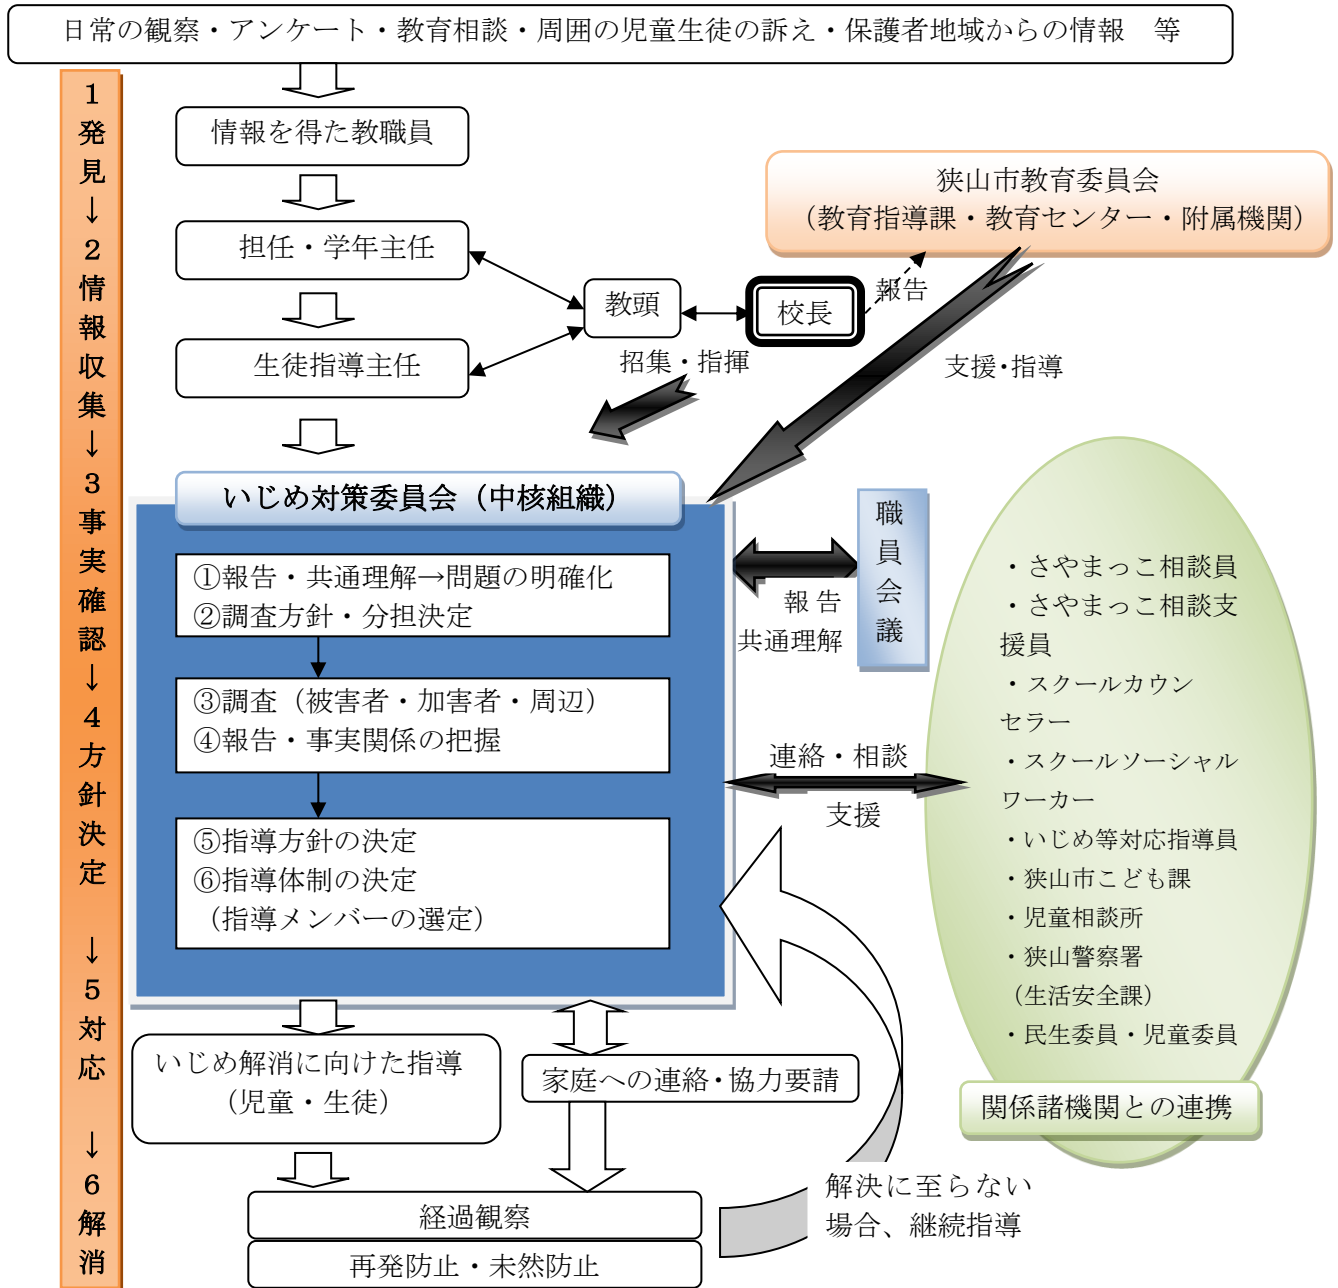 日常の観察・アンケート・教育相談・周囲の児童生徒の訴え・保護者地域からの情報　等
1発見↓2情報収集↓3事実確認↓4方針決定　↓5対応　↓6解消
情報を得た教職員
担任・学年主任
生徒指導主任
教頭
校長
報告
狭山市教育委員会
（教育指導課・教育センター・附属機関）
招集・指揮
支援・指導
いじめ対策委員会（中核組織）
①報告・共通理解→問題の明確化
②調査方針・分担決定
③調査（被害者・加害者・周辺）
④報告・事実関係の把握
⑤指導方針の決定
⑥指導体制の決定
（指導メンバーの選定）
職員会議
報 告
共通理解
連絡・相談
支援
・さやまっこ相談員
・さやまっこ相談支
援員
・スクールカウン
セラー
・スクールソーシャル
ワーカー
・いじめ等対応指導員
・狭山市こども課
・児童相談所
・狭山警察署
（生活安全課）
・民生委員・児童委員
関係諸機関との連携
いじめ解消に向けた指導
（児童・生徒）
家庭への連絡・協力要請
経過観察
再発防止・未然防止
解決に至らない
場合、継続指導